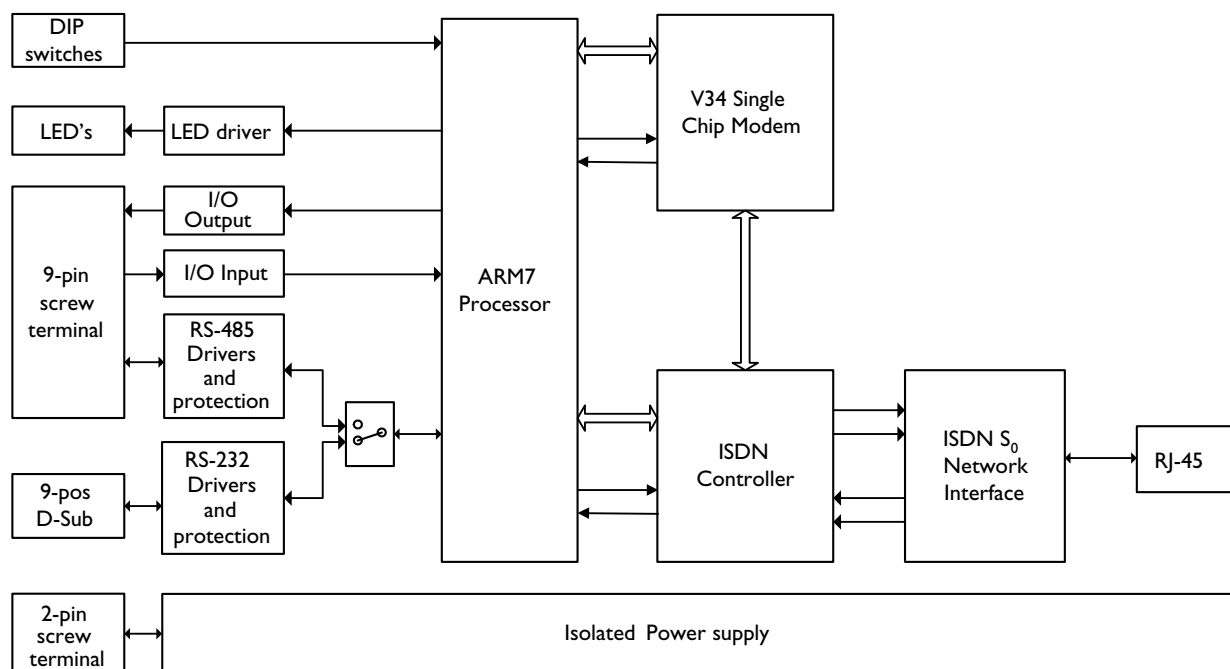 DIP
switches
LED's
LED driver
I/O
Output
I/O Input
9-pin
screw
terminal
RS-485
Drivers
and
protection
RS-232
Drivers
and
protection
9-pos
D-Sub
2-pin
screw
terminal
ARM7
Processor
V34 Single
Chip Modem
ISDN
Controller
ISDN S₀
Network
Interface
RJ-45
Isolated Power supply